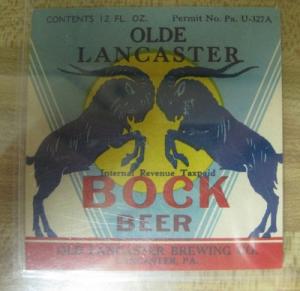 CONTENTS 12 FL. OZ. Permit No. Pa. U-327A
OLDE
LANCASTER
Internal Revenue Taxpaid
BOCK
BEER
OLD LANCASTER BREWING CO.
LANCASTER, PA.